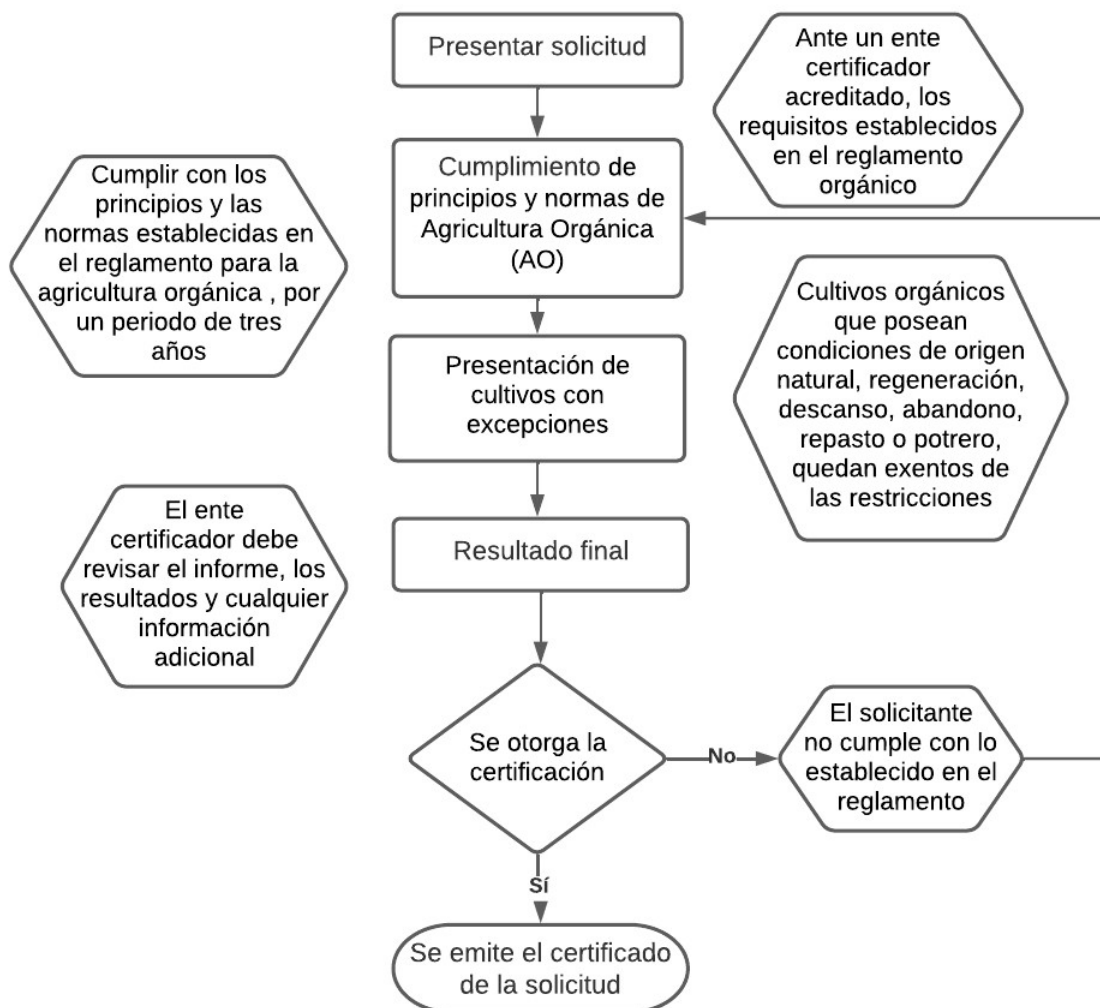 Presentar solicitud
Ante un ente
certificador
acreditado, los
requisitos establecidos
en el reglamento
orgánico
Cumplimiento de
principios y normas de
Agricultura Orgánica
(AO)
Cumplir con los
principios y las
normas establecidas en
el reglamento para la
agricultura orgánica , por
un periodo de tres
años
Presentación de
cultivos con
excepciones
Cultivos orgánicos
que posean
condiciones de origen
natural, regeneración,
descanso, abandono,
repasto o potrero,
quedan exentos de
las restricciones
Resultado final
El ente
certificador debe
revisar el informe, los
resultados y cualquier
información
adicional
Se otorga la
certificación
No
El solicitante
no cumple con lo
establecido en el
reglamento
Sí
Se emite el certificado
de la solicitud